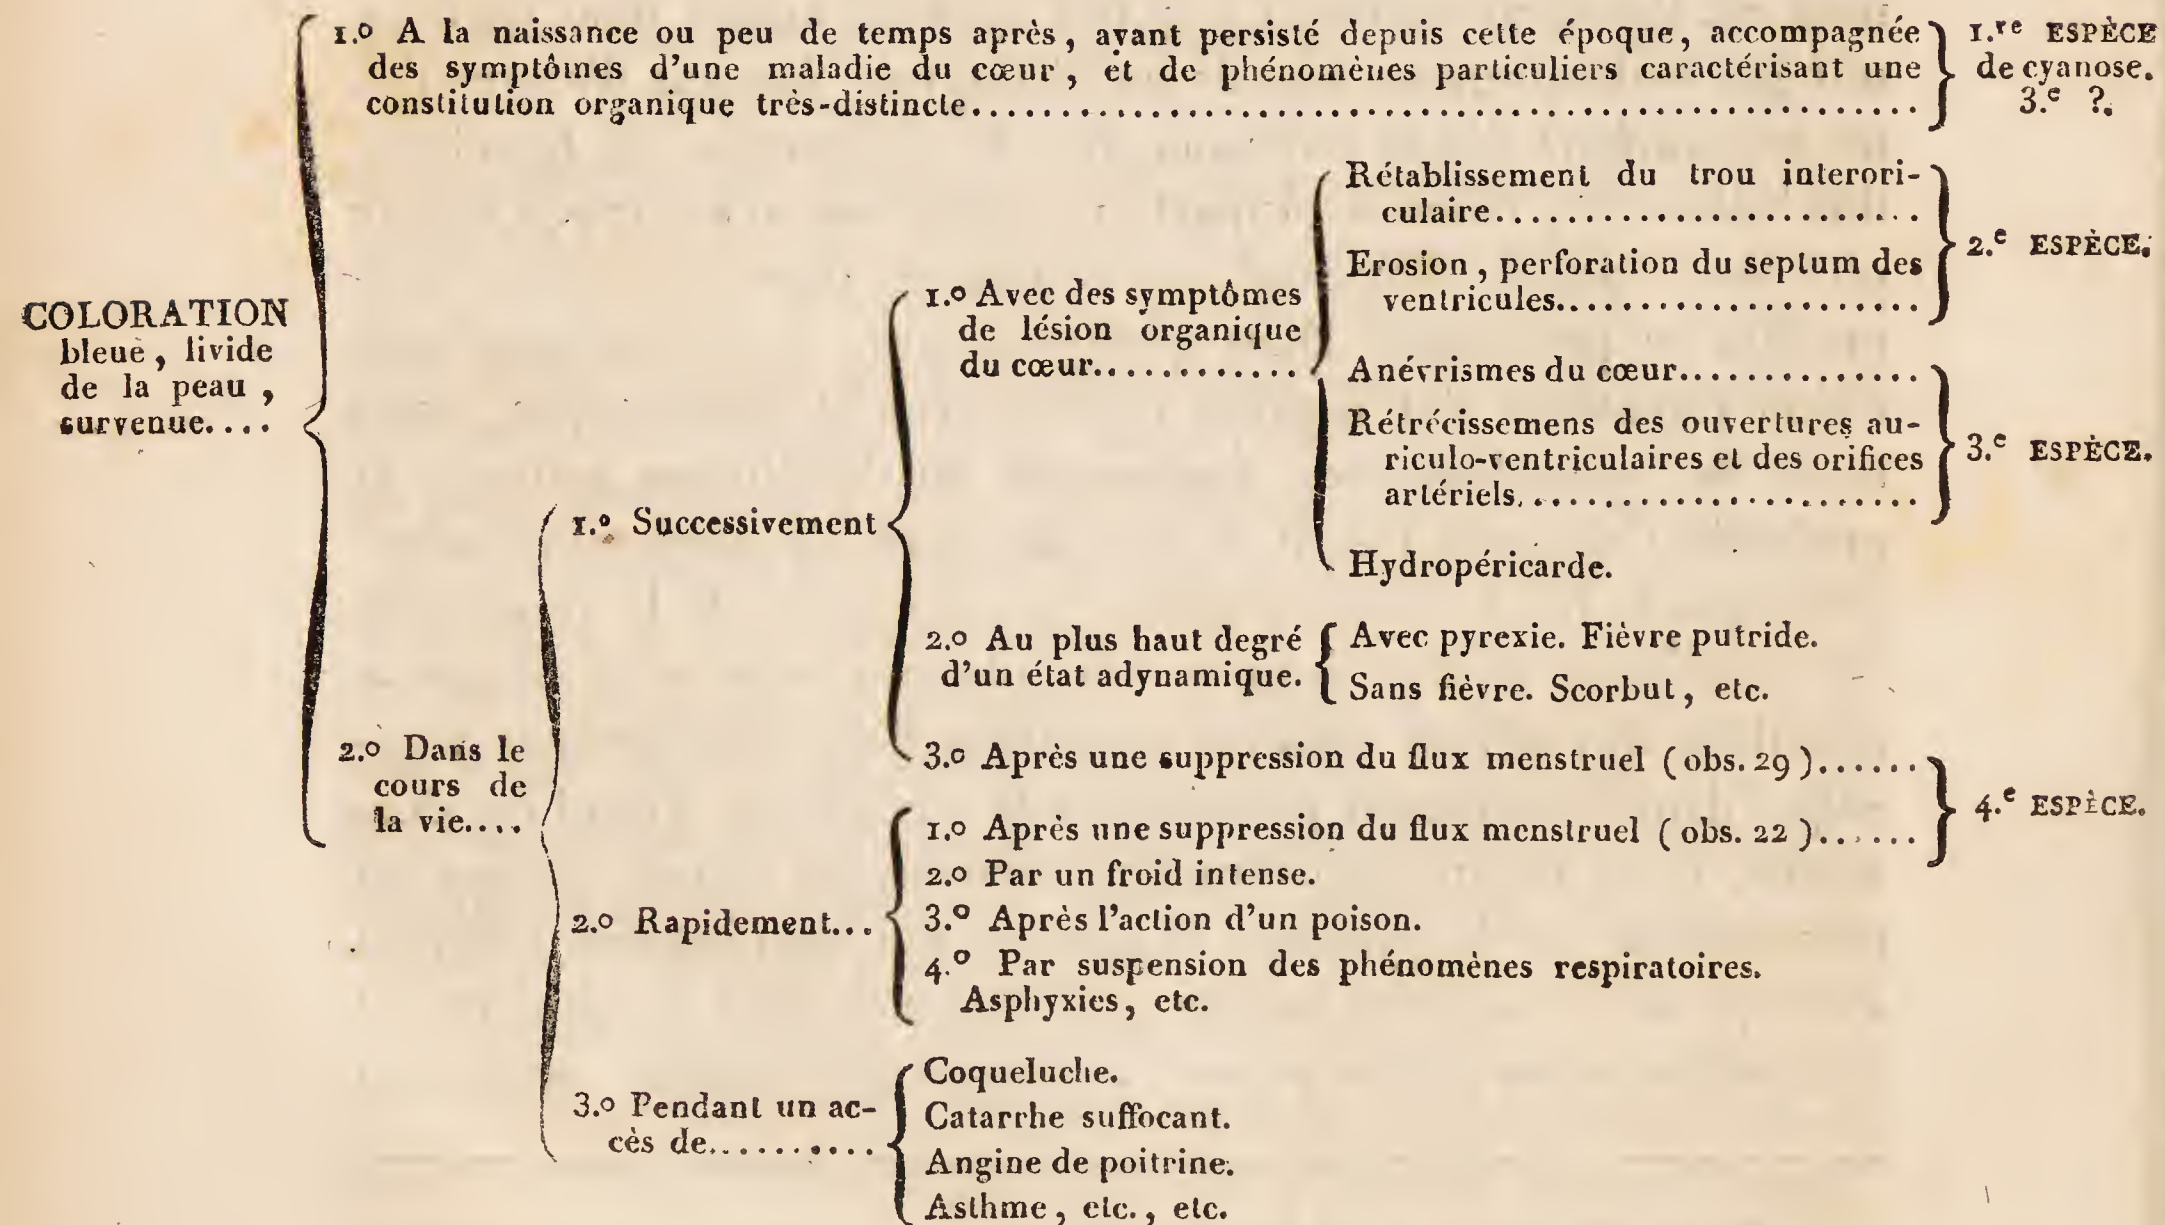 1.º A la naissance ou peu de temps après, ayant persisté depuis cette époque, accompagnée
des symptômes d'une maladie du cœur, et de phénomènes particuliers caractérisant une
constitution organique très-distincte........
1.re ESPÈCE
de cyanose.
3.e ?.
COLORATION
bleue, livide
de la peau,
survenue....
2.º Dans le
cours de
la vie....
1.º Successivement
1.º Avec des symptômes
de lésion organique
du cœur............
Rétablissement du trou interori-
culaire........
Erosion, perforation du septum des
ventricules........
2.e ESPÈCE.
Anévrismes du cœur........
Rétrécissemens des ouvertures au-
riculo-ventriculaires et des orifices
artériels........
3.e ESPÈCE.
Hydropéricarde.
2.º Au plus haut degré
d'un état adynamique.
Avec pyrexie. Fièvre putride.
Sans fièvre. Scorbut, etc.
3.º Après une suppression du flux menstruel (obs. 29)......
2.º Rapidement...
1.º Après une suppression du flux menstruel (obs. 22)......
4.e ESPÈCE.
2.º Par un froid intense.
3.º Après l'action d'un poison.
4.º Par suspension des phénomènes respiratoires.
Asphyxies, etc.
3.º Pendant un ac-
cès de..........
Coqueluche.
Catarrhe suffocant.
Angine de poitrine.
Asthme, etc., etc.